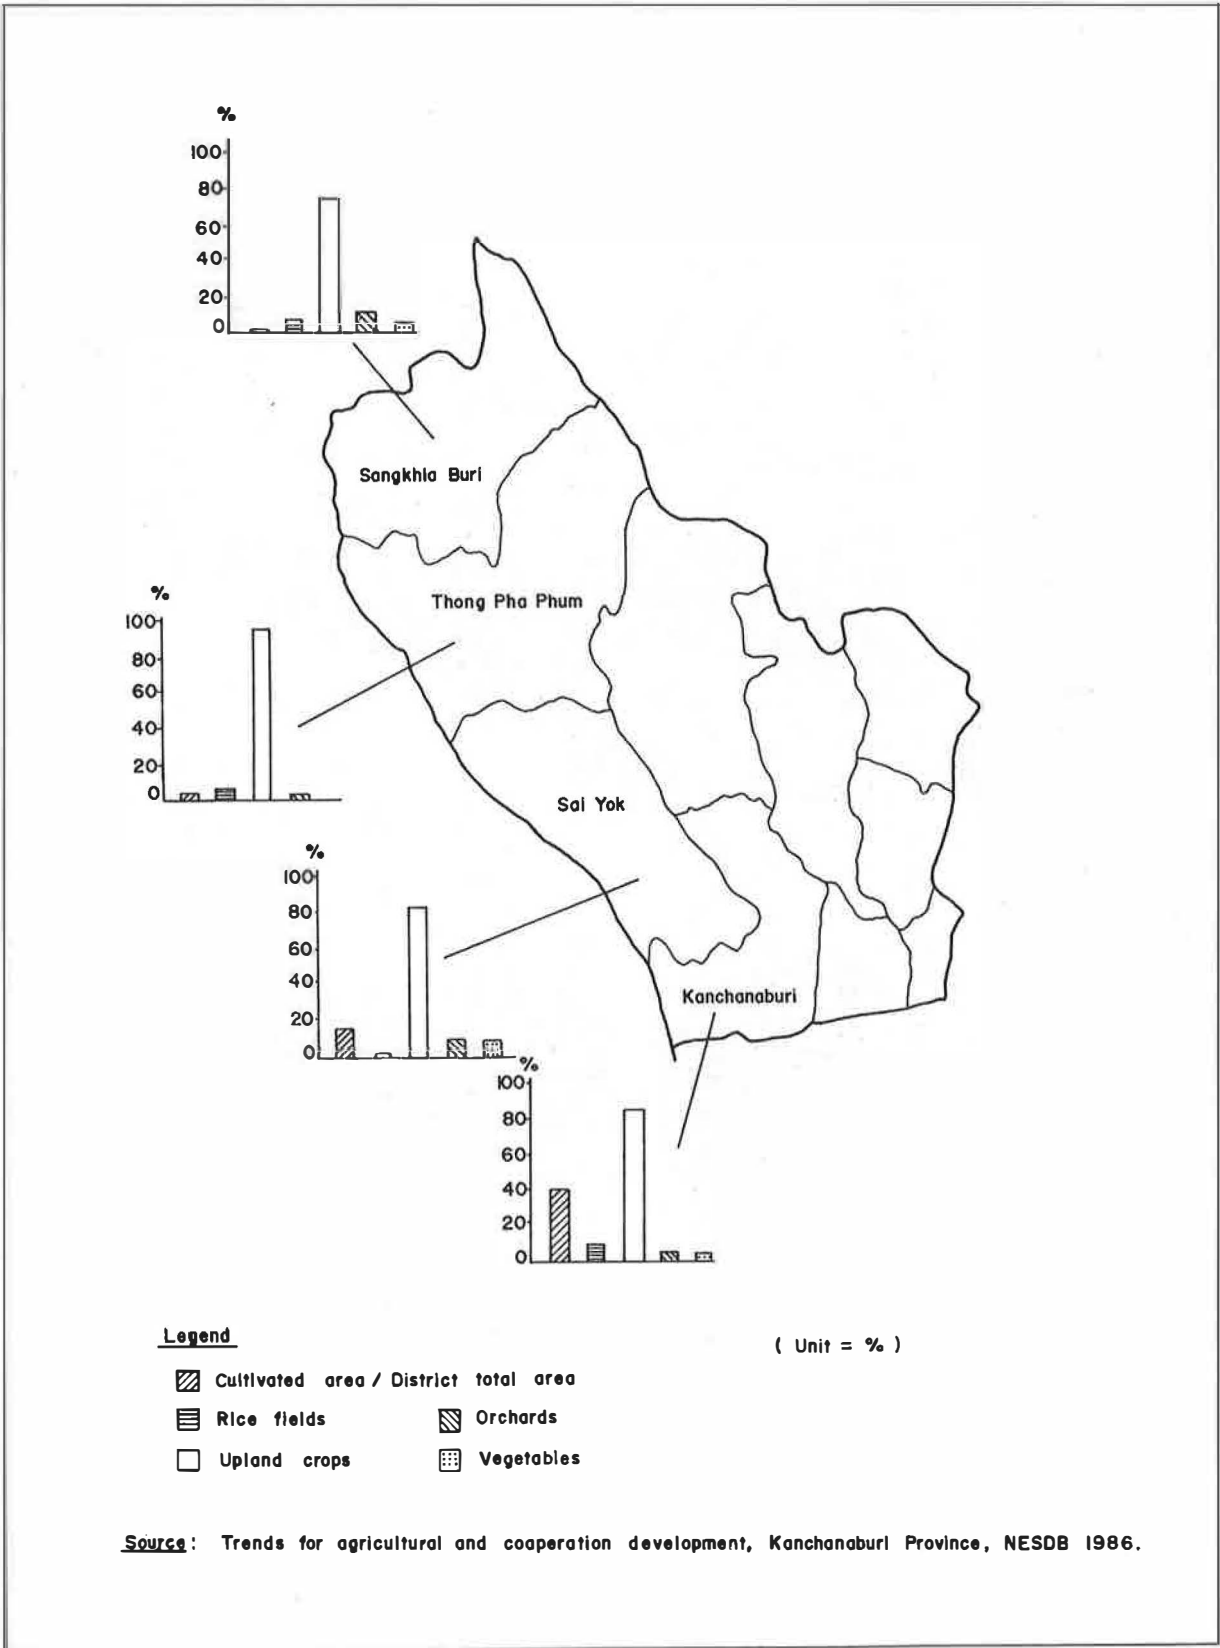 %
100
80
60
40
20
0
Sangkhla Buri
Thong Pha Phum
%
100
80
60
40
20
0
Sai Yok
%
100
80
60
40
20
0
Kanchanaburi
%
100
80
60
40
20
0
Legend
( Unit = % )
Cultivated area / District total area
Rice fields
Orchards
Upland crops
Vegetables
Source: Trends for agricultural and cooperation development, Kanchanaburi Province, NESDB 1986.